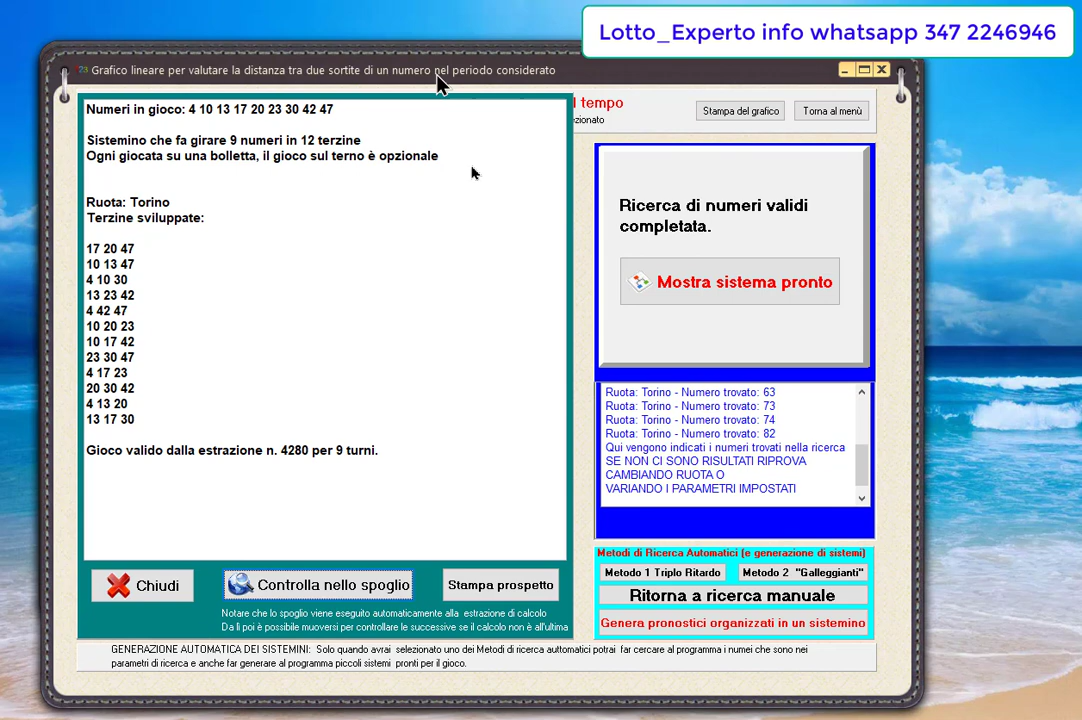 Lotto_Experto info whatsapp 347 2246946
Grafico lineare per valutare la distanza tra due sortite di un numero nel periodo considerato
Numeri in gioco: 4 10 13 17 20 23 30 42 47
Sistemino che fa girare 9 numeri in 12 terzine
Ogni giocata su una bolletta, il gioco sul terno è opzionale
Ruota: Torino
Terzine sviluppate:
17 20 47
10 13 47
4 10 30
13 23 42
4 42 47
10 20 23
10 17 42
23 30 47
4 17 23
20 30 42
4 13 20
13 17 30
Gioco valido dalla estrazione n. 4280 per 9 turni.
Chiudi
Controlla nello spoglio
Stampa prospetto
Notare che lo spoglio viene eseguito automaticamente alla estrazione di calcolo
Da lì poi è possibile muoversi per controllare le successive se il calcolo non è all'ultima
l tempo
ezionato
Stampa del grafico
Torna al menù
Ricerca di numeri validi
completata.
Mostra sistema pronto
Ruota: Torino - Numero trovato: 63
Ruota: Torino - Numero trovato: 73
Ruota: Torino - Numero trovato: 74
Ruota: Torino - Numero trovato: 82
Qui vengono indicati i numeri trovati nella ricerca
SE NON CI SONO RISULTATI RIPROVA
CAMBIANDO RUOTA O
VARIANDO I PARAMETRI IMPOSTATI
Metodi di Ricerca Automatici (e generazione di sistemi)
Metodo 1 Triplo Ritardo
Metodo 2 "Galleggianti"
Ritorna a ricerca manuale
Genera pronostici organizzati in un sistemino
GENERAZIONE AUTOMATICA DEI SISTEMINI: Solo quando avrai selezionato uno dei Metodi di ricerca auttomatici potrai far cercare al programma i numei che sono nei
parametri di ricerca e anche far generare al programma piccoli sistemi pronti per il gioco.